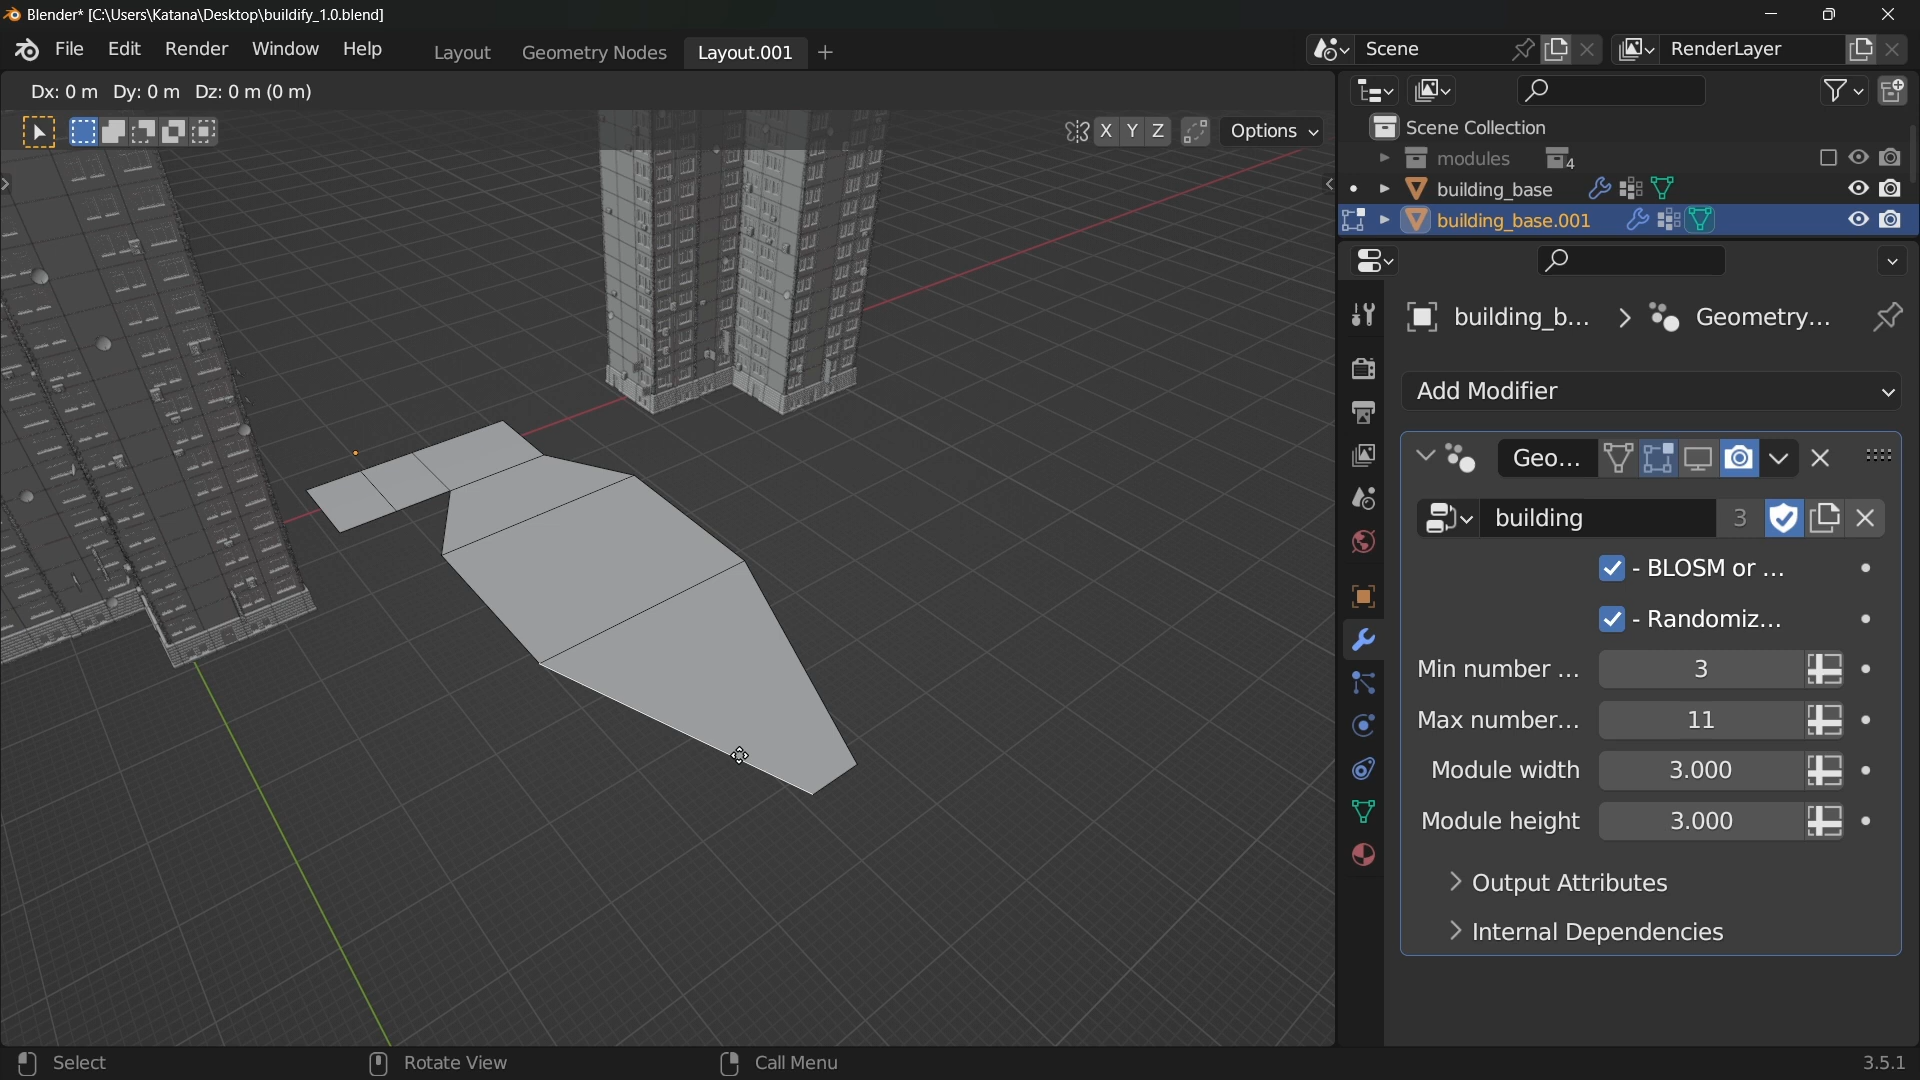 Blender* [C:\Users\Katana\Desktop\buildify_1.0.blend]
File Edit Render Window Help Layout Geometry Nodes Layout.001 + Scene RenderLayer
Dx: 0 m Dy: 0 m Dz: 0 m (0 m)
X Y Z Options
Scene Collection
modules 4
building_base
building_base.001
building_b... > Geometry...
Add Modifier
Geo...
building 3
- BLOSM or ...
- Randomiz...
Min number ... 3
Max number... 11
Module width 3.000
Module height 3.000
Output Attributes
Internal Dependencies
Select Rotate View Call Menu 3.5.1